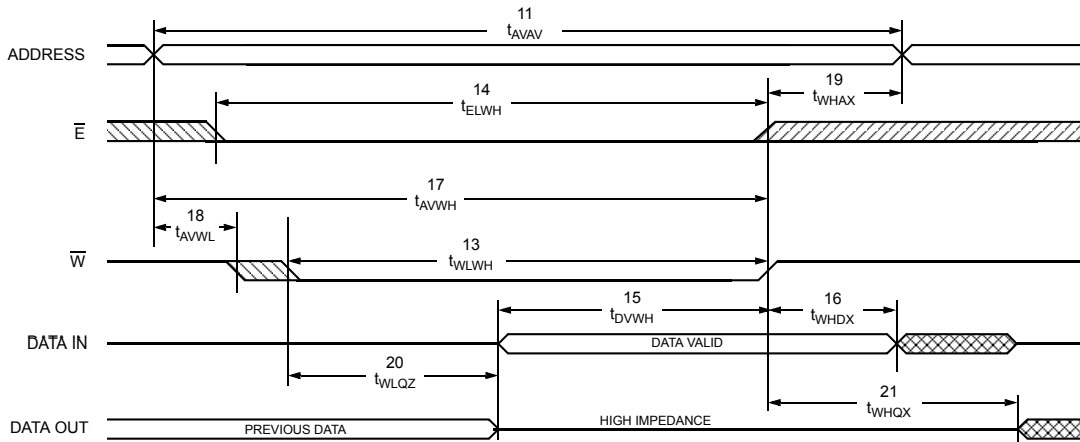 11
tAVAV
ADDRESS
14
tELWH
19
tWHAX
E
17
tAVWH
18
tAVWL
W
13
tWLWH
15
tDVWH
16
tWHDX
DATA IN
DATA VALID
20
tWLQZ
21
tWHQX
DATA OUT
PREVIOUS DATA
HIGH IMPEDANCE